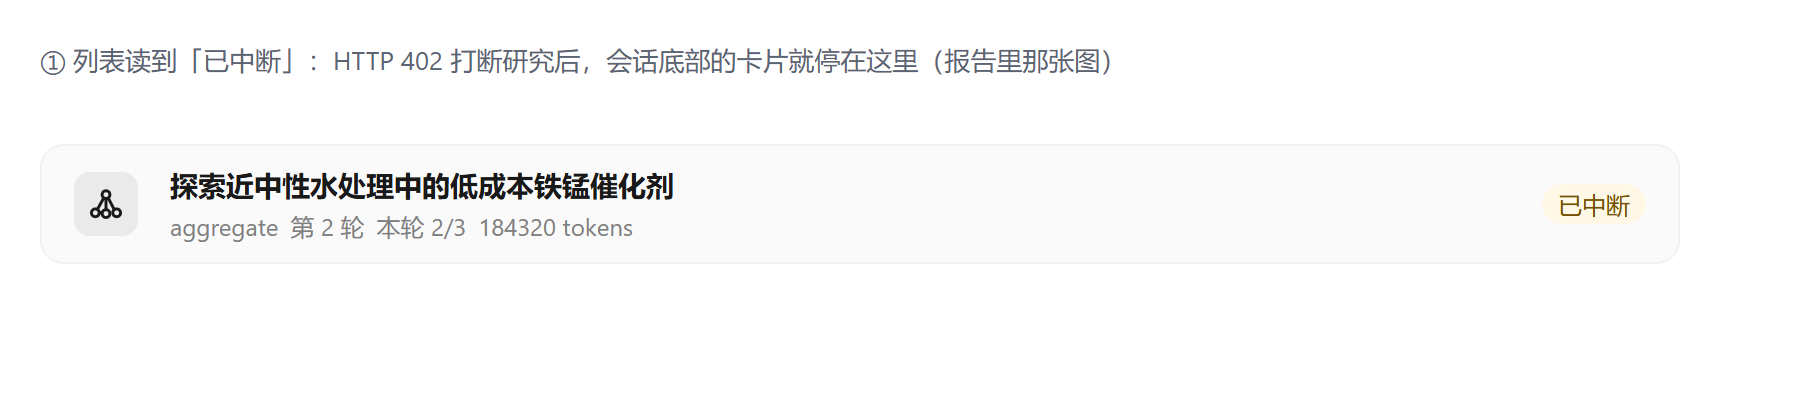 ① 列表读到「已中断」：HTTP 402 打断研究后，会话底部的卡片就停在这里（报告里那张图）
探索近中性水处理中的低成本铁锰催化剂
aggregate 第 2 轮 本轮 2/3 184320 tokens
已中断